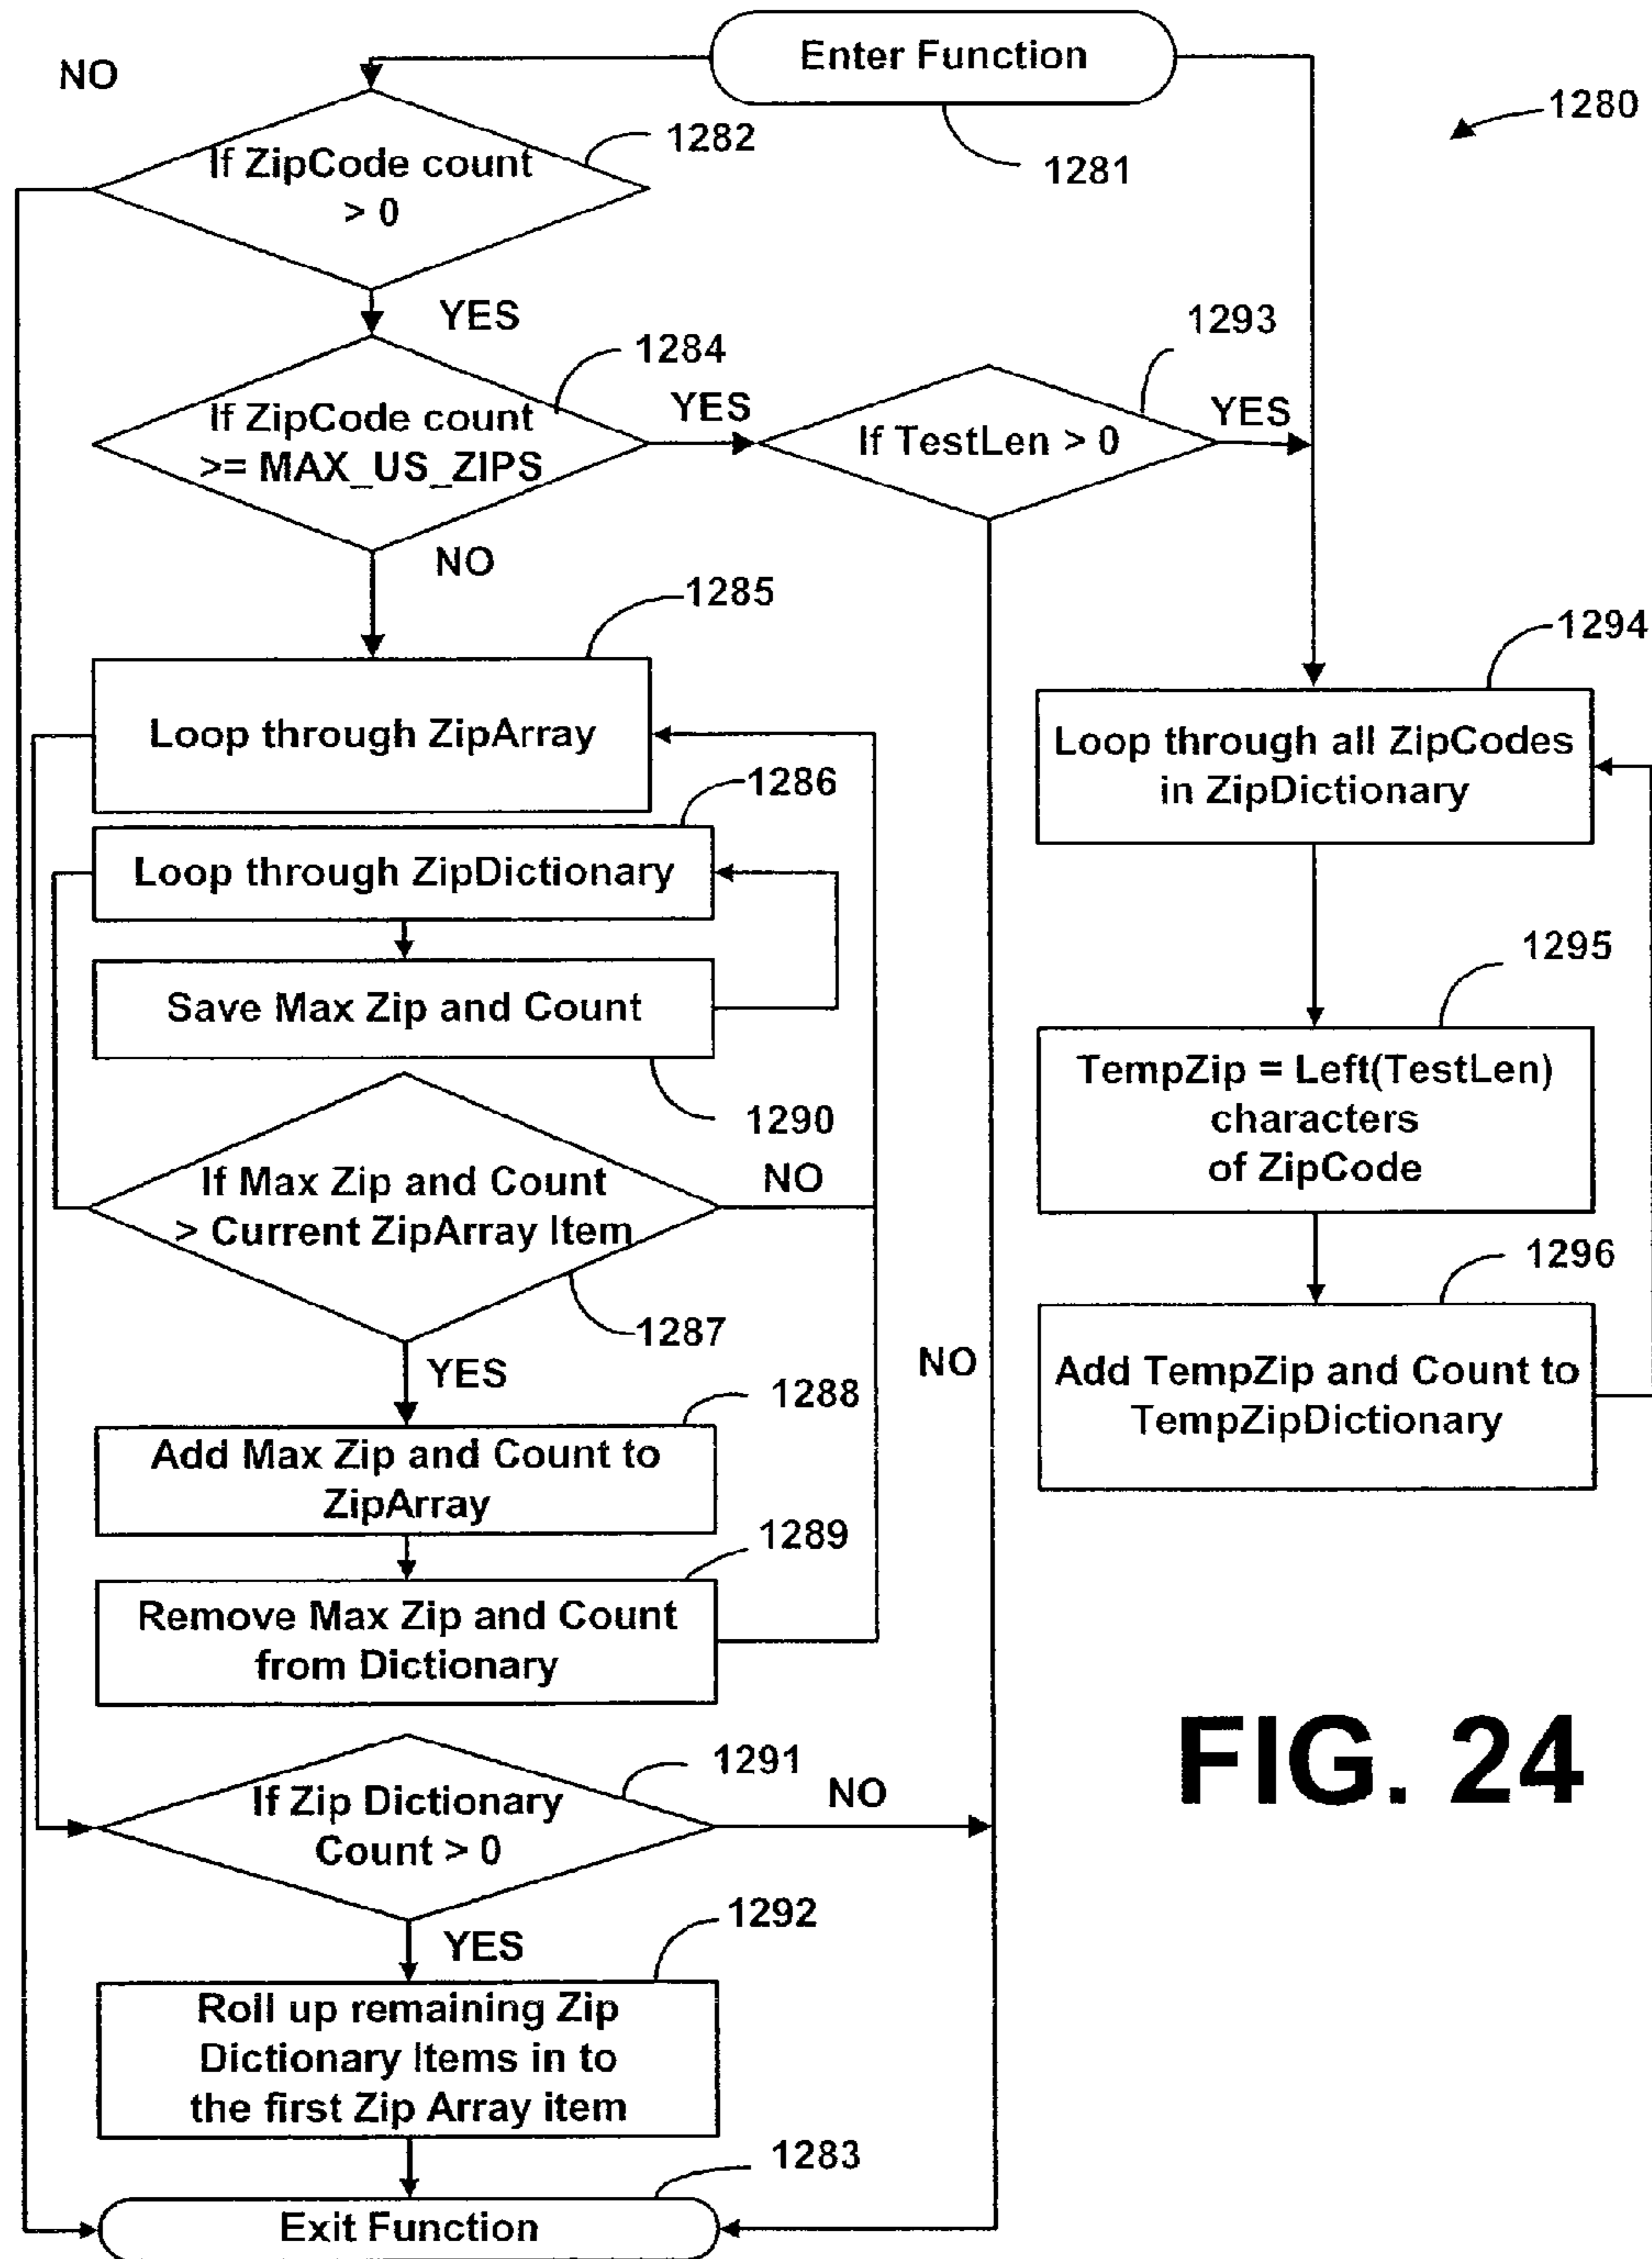 Enter Function
NO
1280
1282
1281
If ZipCode count
> 0
YES
1293
1284
If ZipCode count
>= MAX_US_ZIPS
YES
If TestLen > 0
YES
NO
1285
1294
Loop through ZipArray
Loop through all ZipCodes
in ZipDictionary
1286
Loop through ZipDictionary
1295
Save Max Zip and Count
TempZip = Left(TestLen)
characters
of ZipCode
1290
If Max Zip and Count
> Current ZipArray Item
NO
1296
1287
YES
NO
Add TempZip and Count to
TempZipDictionary
1288
Add Max Zip and Count to
ZipArray
1289
Remove Max Zip and Count
from Dictionary
FIG. 24
1291
If Zip Dictionary
Count > 0
NO
1292
YES
Roll up remaining Zip
Dictionary Items in to
the first Zip Array item
1283
Exit Function